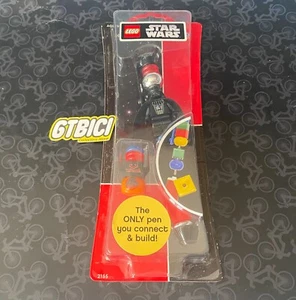 LEGO
STAR
WARS
GTBICI
The
ONLY pen
you connect
& build!